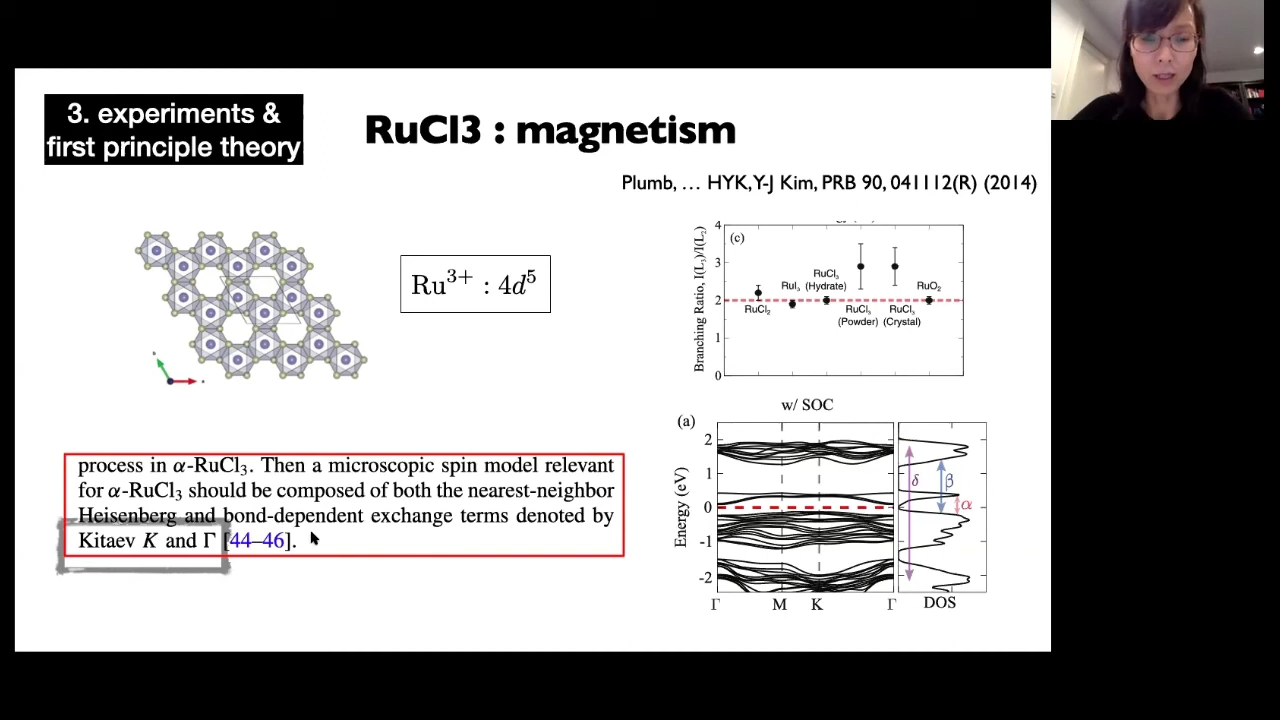 3. experiments &
first principle theory
RuCl3 : magnetism
Plumb, … HYK,Y-J Kim, PRB 90, 041112(R) (2014)
Ru³⁺ : 4d⁵
process in α-RuCl₃. Then a microscopic spin model relevant
for α-RuCl₃ should be composed of both the nearest-neighbor
Heisenberg and bond-dependent exchange terms denoted by
Kitaev K and Γ [44–46].
(c)
Branching Ratio, I(L₃)/I(L₂)
4
3
2
1
0
RuCl₂
RuI₃
RuCl₃
(Hydrate)
RuCl₃
(Powder)
RuCl₃
(Crystal)
RuO₂
w/ SOC
(a)
Energy (eV)
2
1
0
-1
-2
δ
β
α
Γ M K Γ
DOS